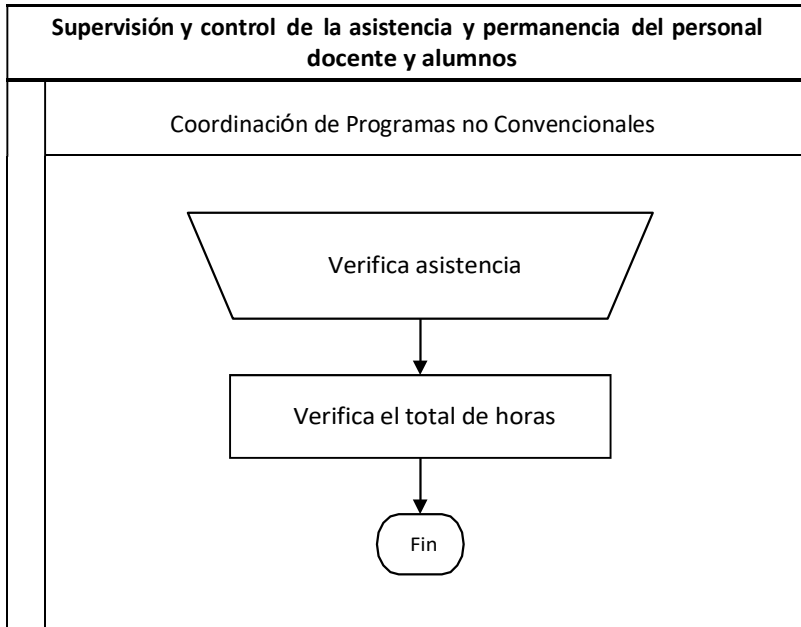 Supervisión y control de la asistencia y permanencia del personal
docente y alumnos
Coordinación de Programas no Convencionales
Verifica asistencia
Verifica el total de horas
Fin